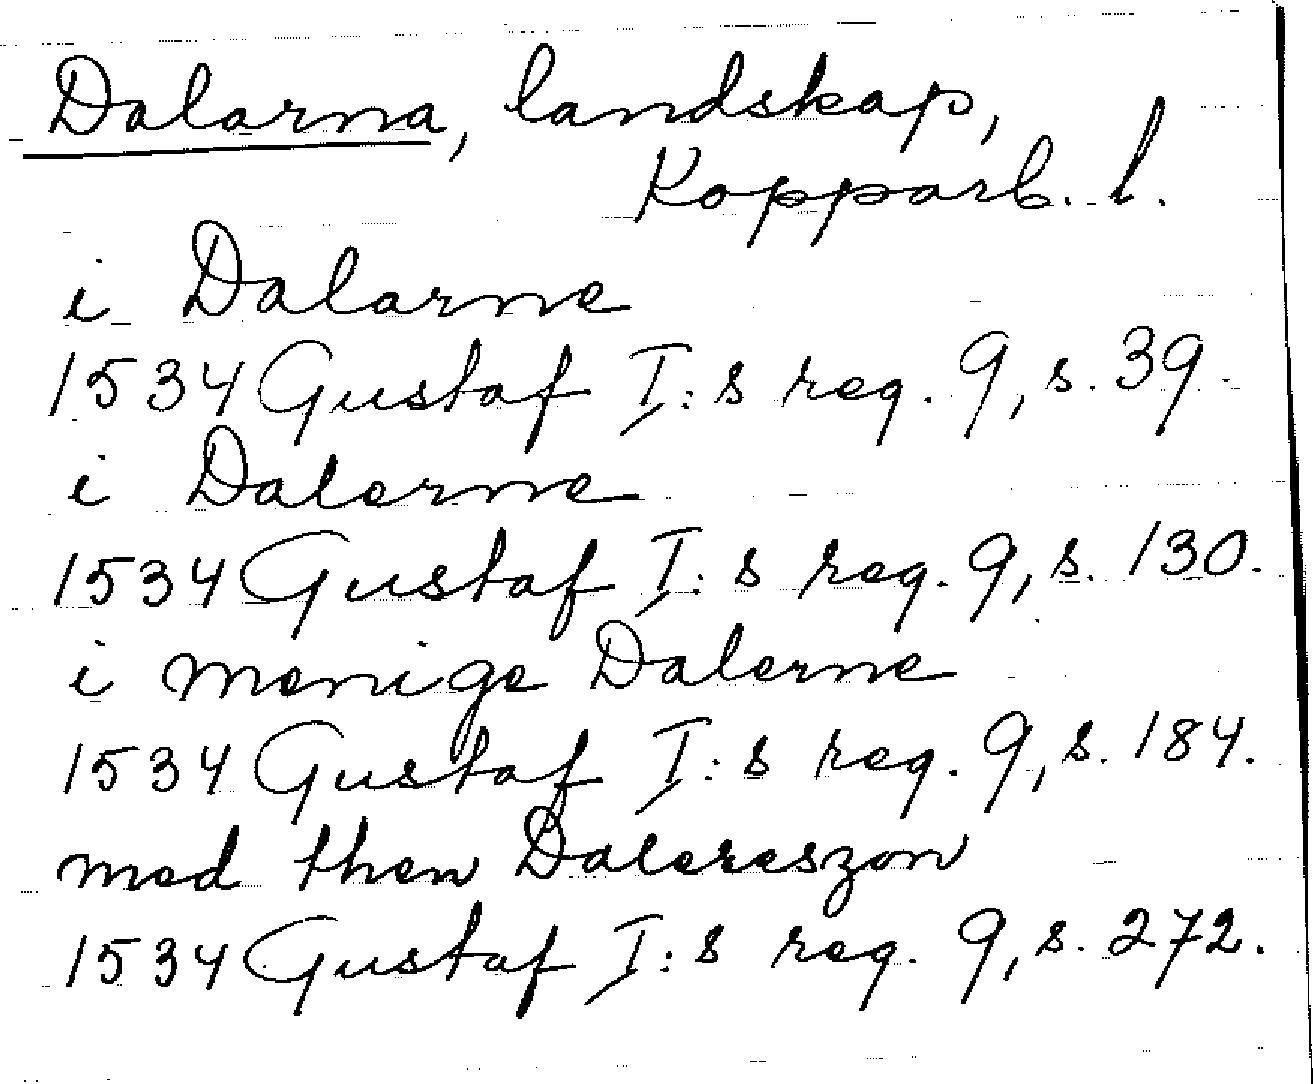 Dalarna, landskap,
Kopparb. l.
i Dalarne
1534 Gustaf I:s reg. 9, s. 39.
i Dalerne
1534 Gustaf I:s reg. 9, s. 130.
i menige Dalerne
1534 Gustaf I:s reg. 9, s. 184.
med then Dalereszon
1534 Gustaf I:s reg. 9, s. 272.